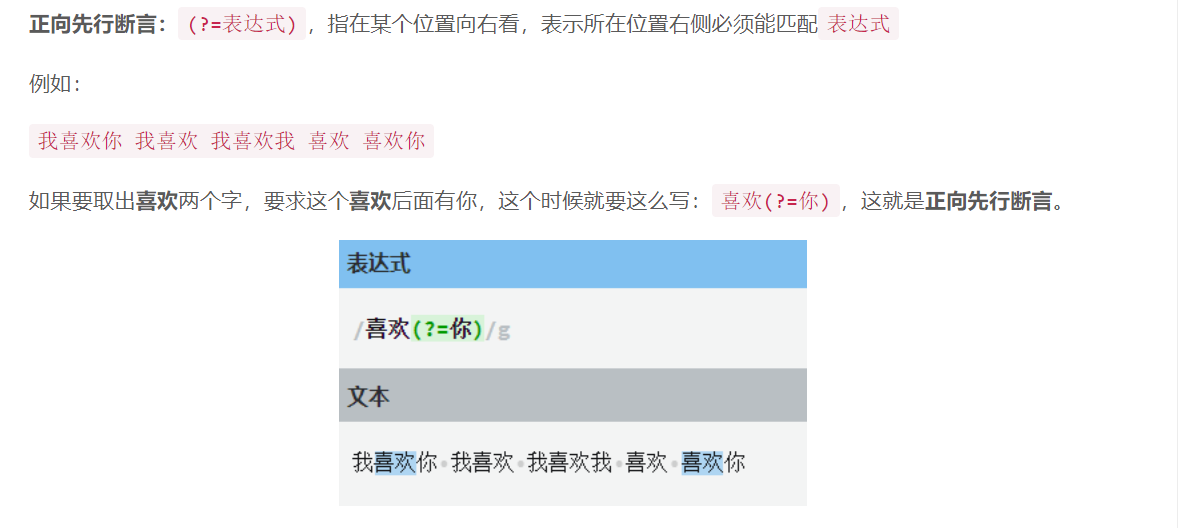 正向先行断言：(?=表达式)，指在某个位置向右看，表示所在位置右侧必须能匹配表达式
例如：
我喜欢你 我喜欢 我喜欢我 喜欢 喜欢你
如果要取出喜欢两个字，要求这个喜欢后面有你，这个时候就要这么写：喜欢(?=你)，这就是正向先行断言。
表达式
/喜欢(?=你)/g
文本
我喜欢你·我喜欢·我喜欢我·喜欢·喜欢你